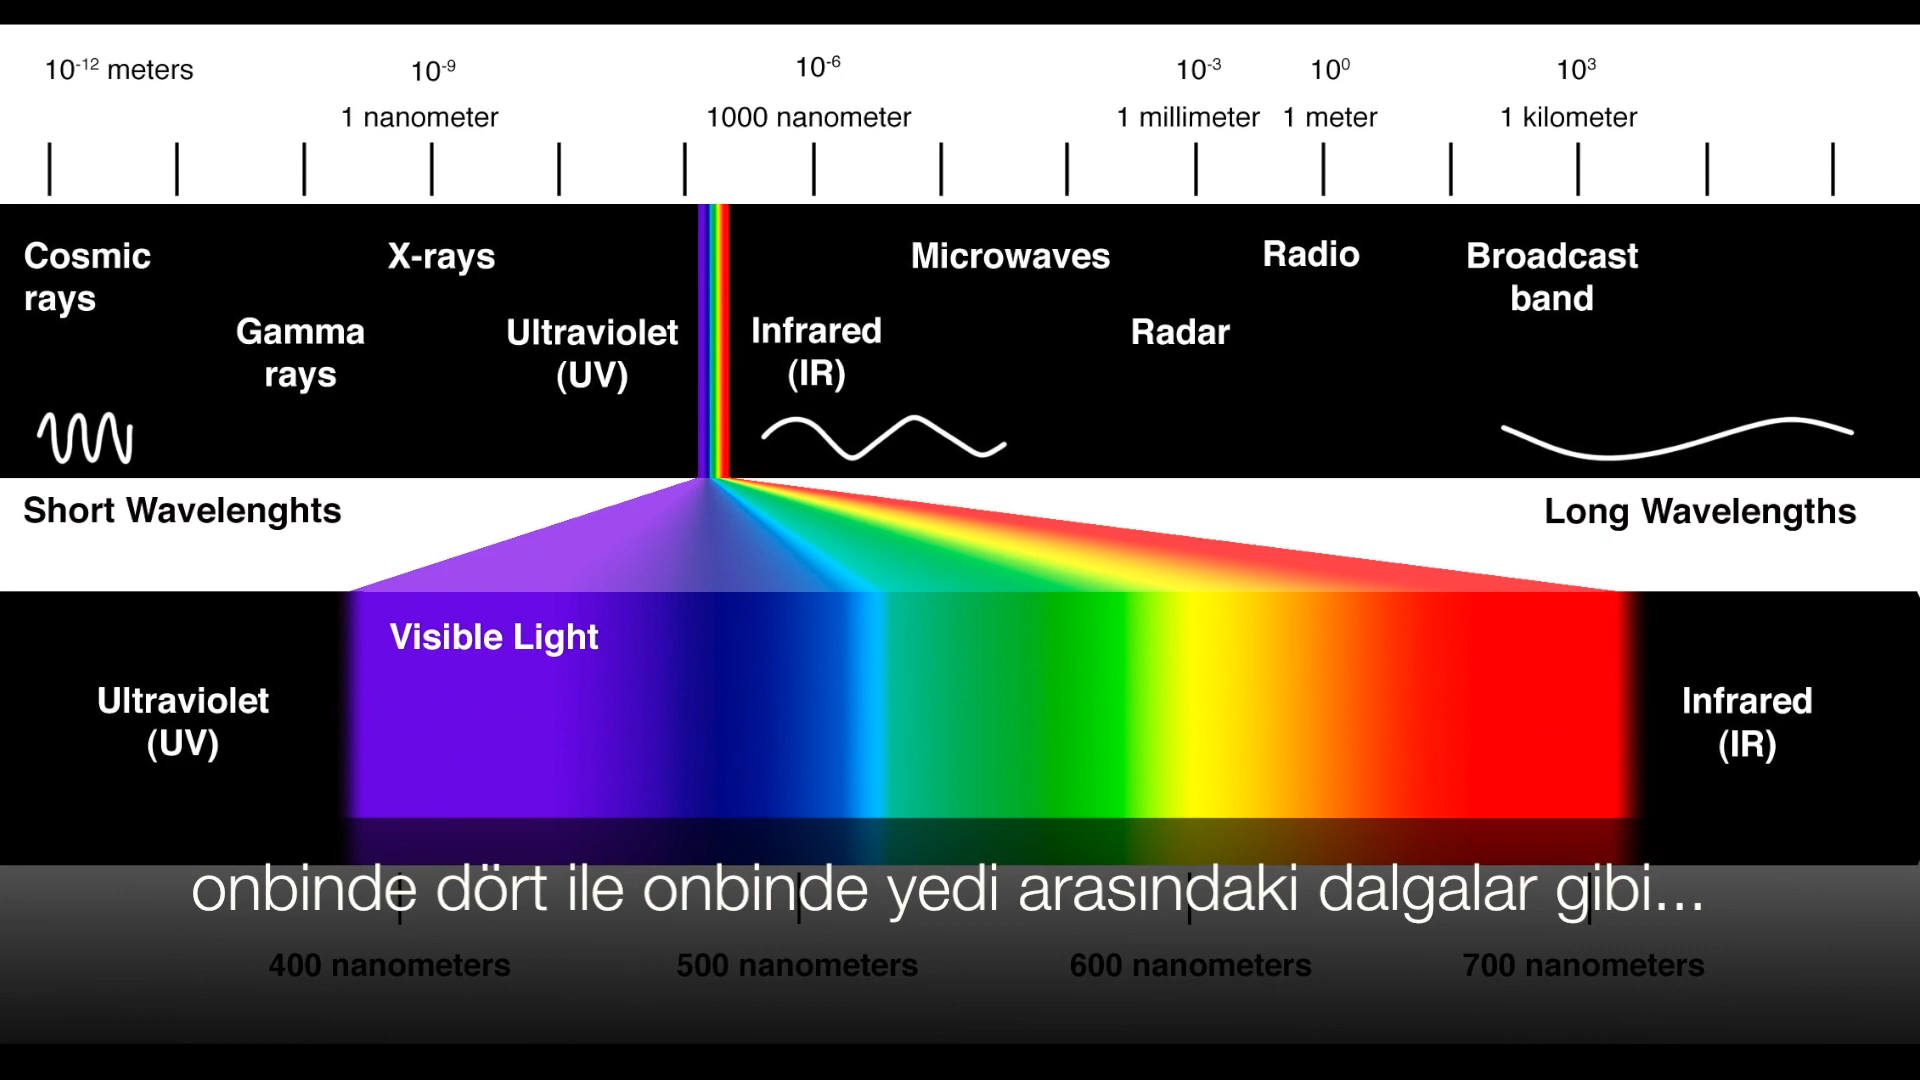 10⁻¹² meters 10⁻⁹ 10⁻⁶ 10⁻³ 10⁰ 10³
1 nanometer 1000 nanometer 1 millimeter 1 meter 1 kilometer
Cosmic
rays
Gamma
rays
X-rays
Ultraviolet
(UV)
Infrared
(IR)
Microwaves
Radar
Radio
Broadcast
band
Short Wavelenghts
Long Wavelengths
Visible Light
Ultraviolet
(UV)
Infrared
(IR)
onbinde dört ile onbinde yedi arasındaki dalgalar gibi...
400 nanometers 500 nanometers 600 nanometers 700 nanometers